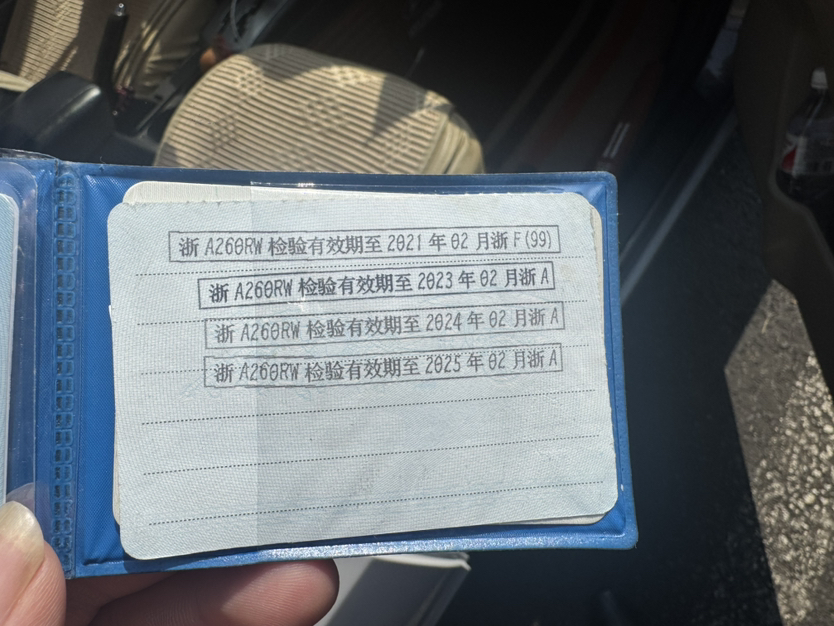 浙 A260RW 检验有效期至 2021 年 02 月浙 F(99)
浙 A260RW 检验有效期至 2023 年 02 月浙 A
浙 A260RW 检验有效期至 2024 年 02 月浙 A
浙 A260RW 检验有效期至 2025 年 02 月浙 A